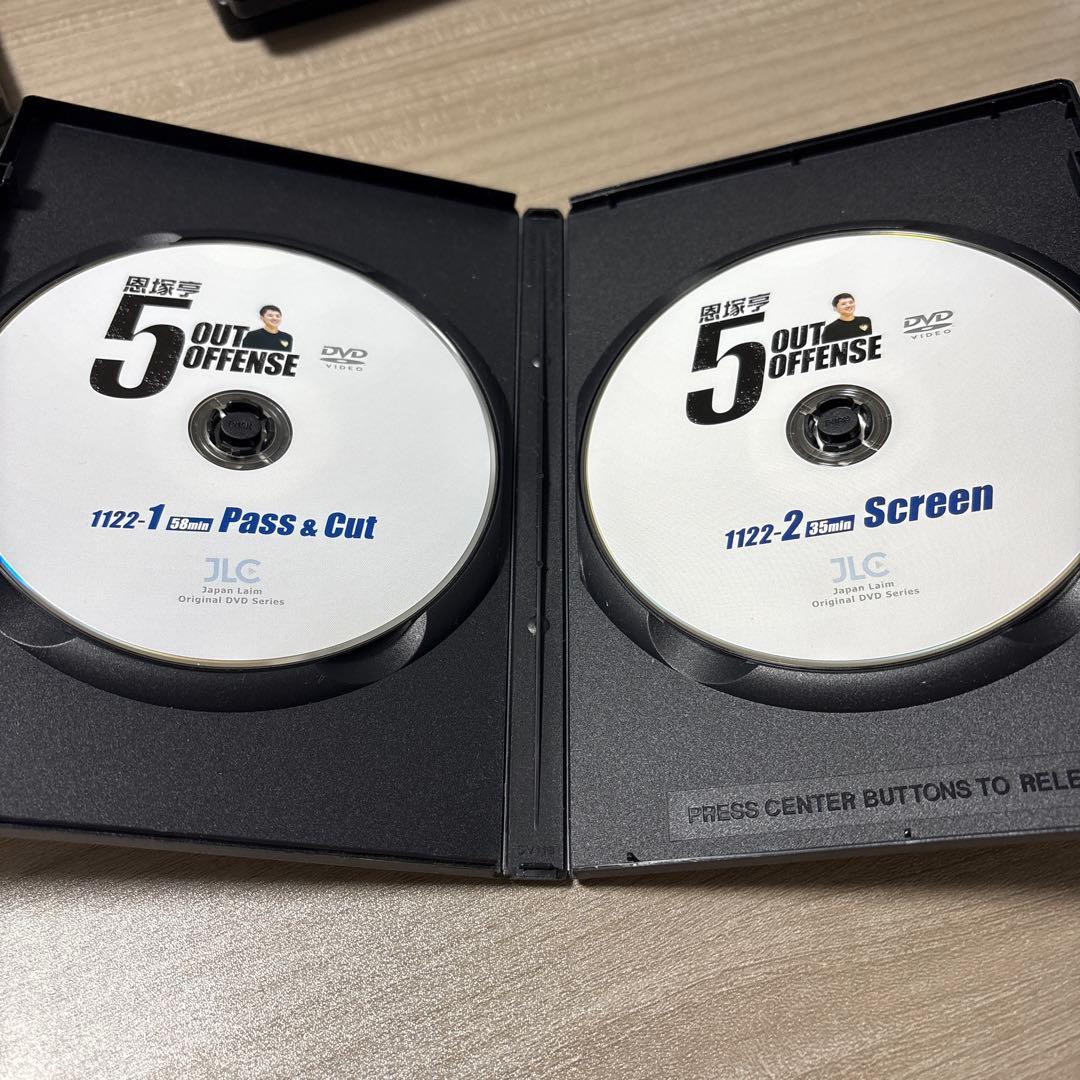 恩塚亨
5 OUT
OFFENSE
DVD
VIDEO
1122-1 58min Pass & Cut
JLC
Japan Laim
Original DVD Series
恩塚亨
5 OUT
OFFENSE
DVD
VIDEO
1122-2 35min Screen
JLC
Japan Laim
Original DVD Series
PRESS CENTER BUTTONS TO RELE